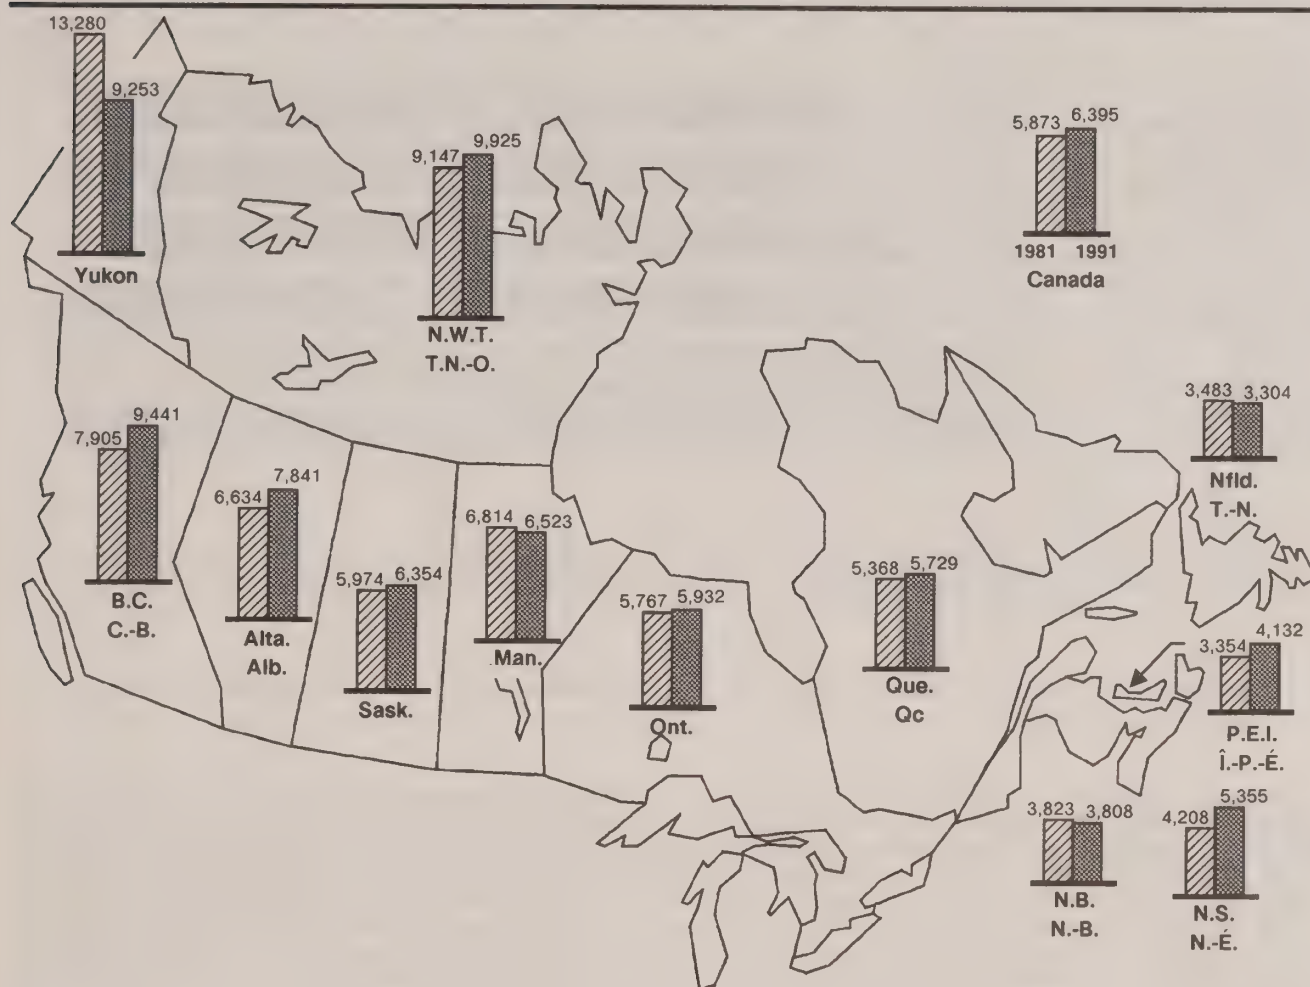 13,280
9,253
Yukon
9,147
9,925
N.W.T.
T.N.-O.
5,873
6,395
1981 1991
Canada
3,483
3,304
Nfld.
T.-N.
7,905
9,441
B.C.
C.-B.
6,634
7,841
Alta.
Alb.
5,974
6,354
Sask.
6,814
6,523
Man.
5,767
5,932
Ont.
5,368
5,729
Que.
Qc
3,354
4,132
P.E.I.
Î.-P.-É.
3,823
3,808
N.B.
N.-B.
4,208
5,355
N.S.
N.-É.